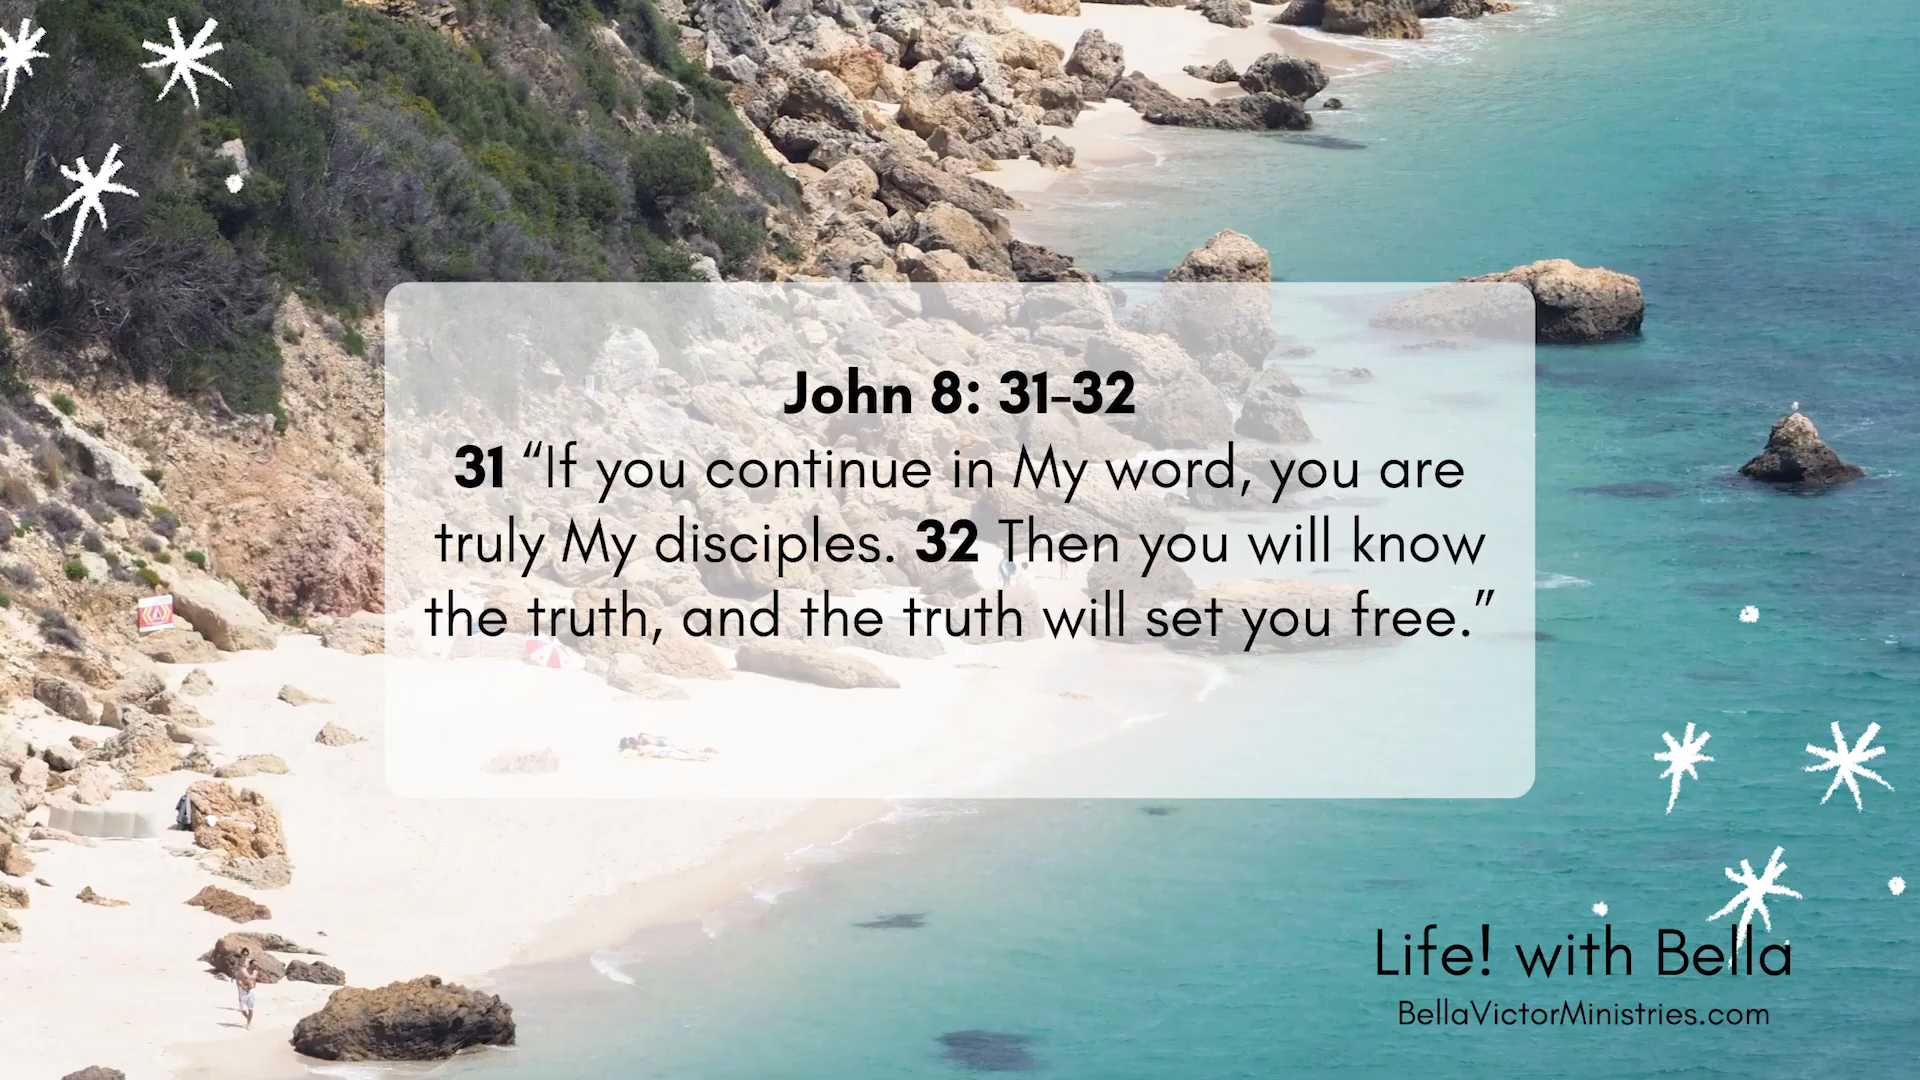 John 8: 31-32
31 “If you continue in My word, you are
truly My disciples. 32 Then you will know
the truth, and the truth will set you free.”
Life! with Bella
BellaVictorMinistries.com